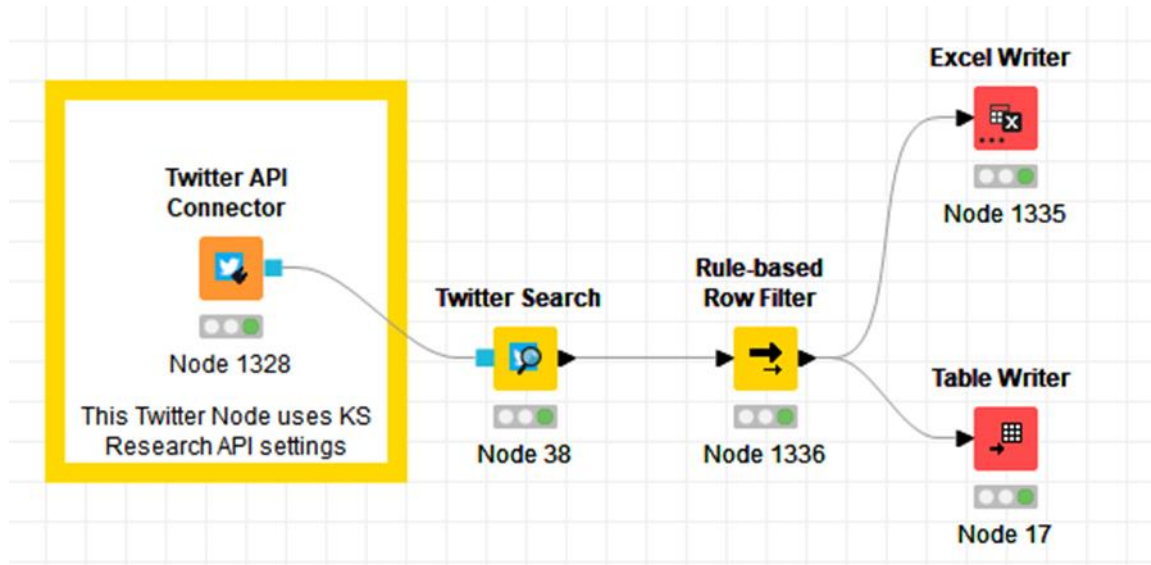 Twitter API
Connector
Node 1328
This Twitter Node uses KS
Research API settings
Twitter Search
Node 38
Rule-based
Row Filter
Node 1336
Excel Writer
X
Node 1335
Table Writer
Node 17